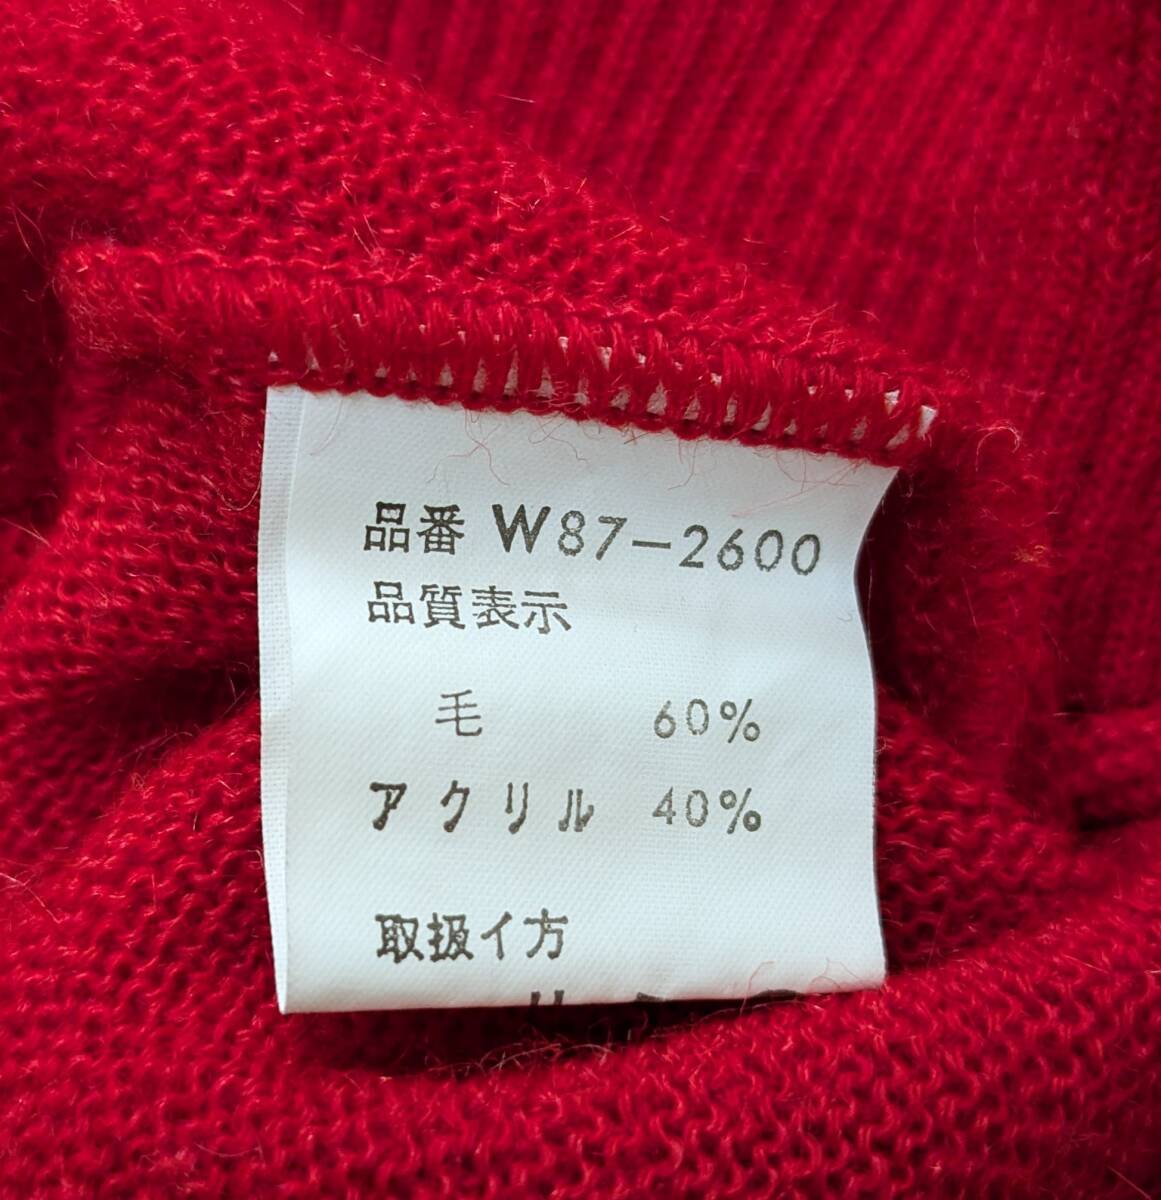 品番 W87-2600
品質表示
毛 60%
アクリル 40%
取扱イ方